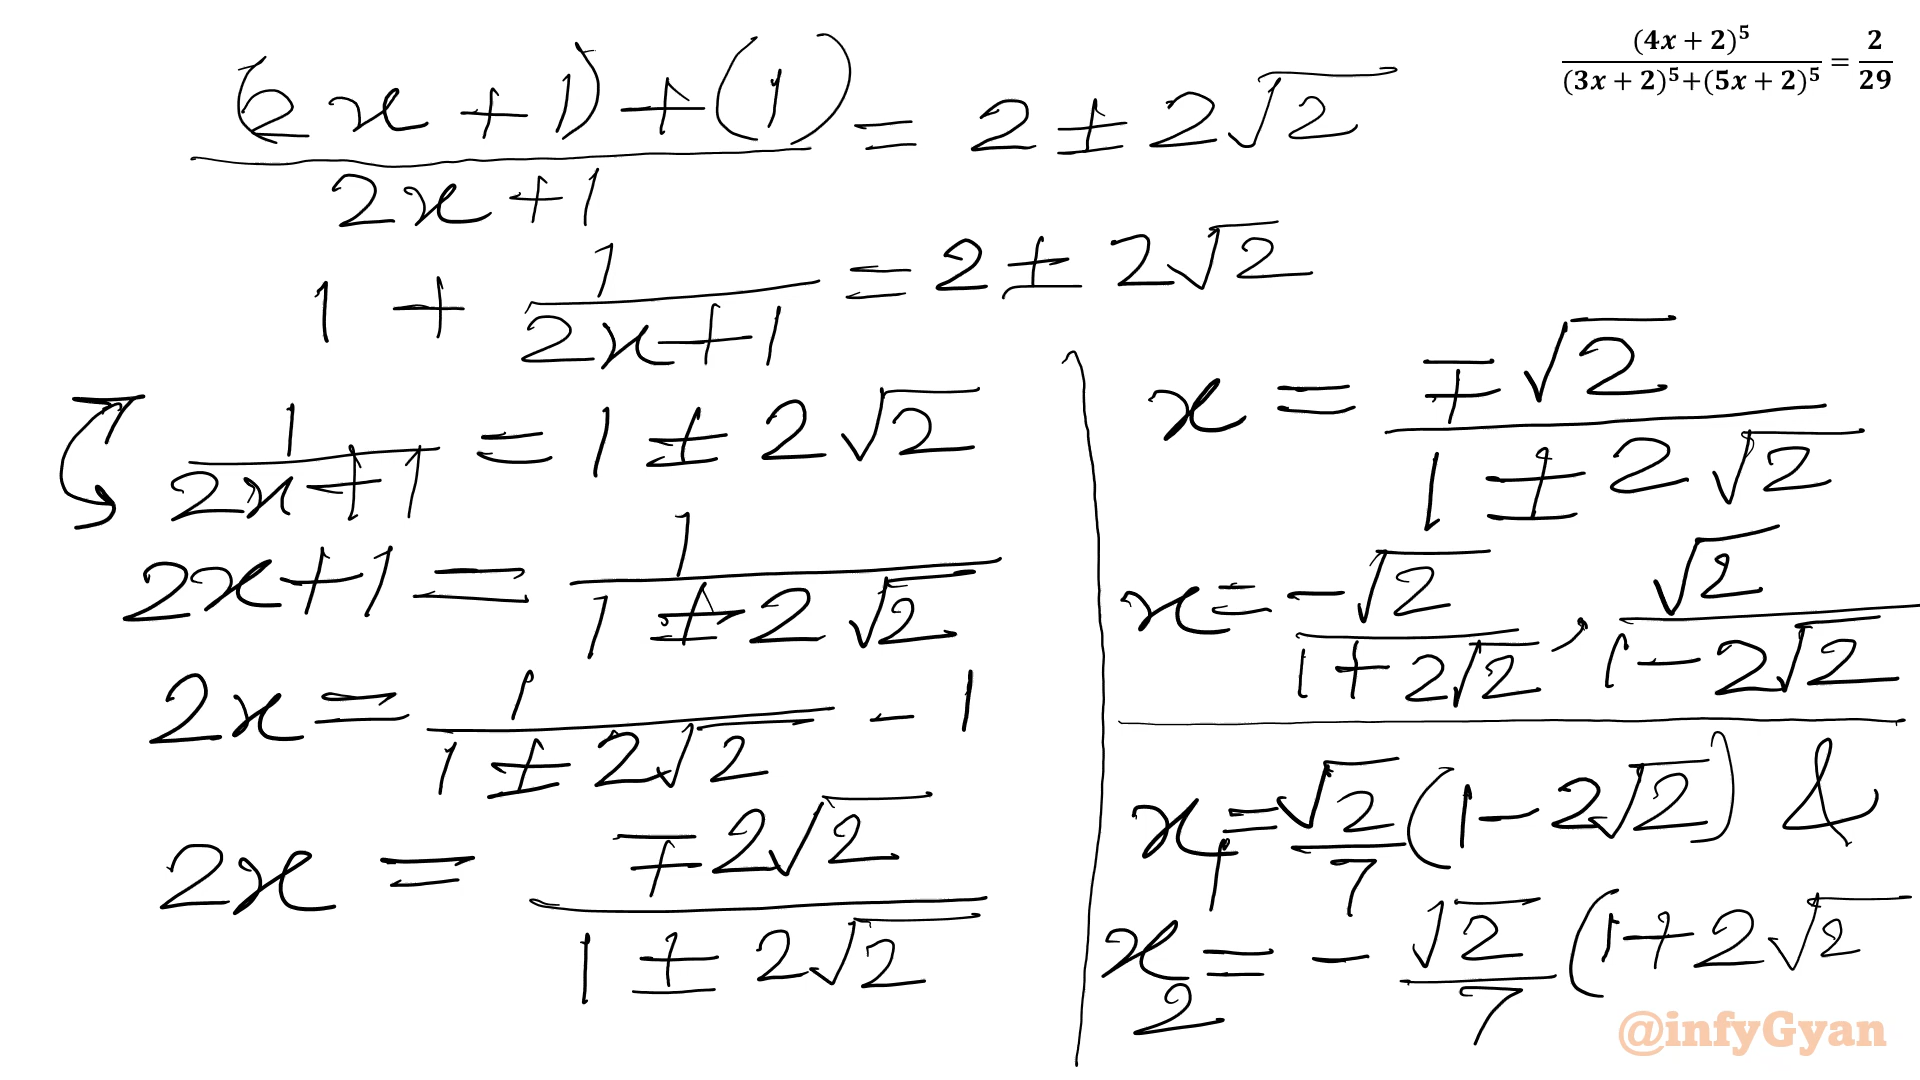 (4x + 2)⁵ / ((3x + 2)⁵+(5x + 2)⁵) = 2/29
((2x + 1) + (1)) / (2x + 1) = 2 ± 2√2
1 + 1/(2x+1) = 2 ± 2√2
1/(2x+1) = 1 ± 2√2
2x+1 = 1/(1 ± 2√2)
2x = 1/(1 ± 2√2) - 1
2x = ∓2√2/(1 ± 2√2)
x = ∓√2/(1 ± 2√2)
x = -√2/(1+2√2), √2/(1-2√2)
x₁ = √2/7 (1-2√2) &
x₂ = -√2/7 (1+2√2
@infyGyan